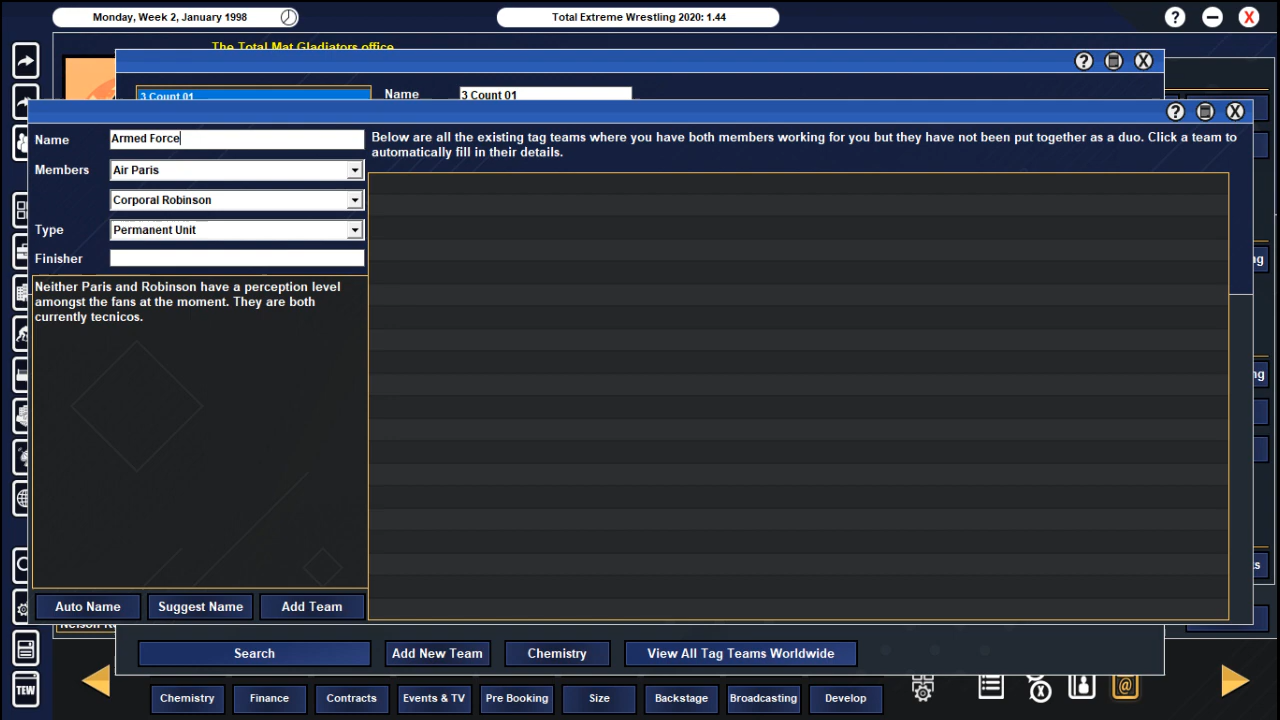 Monday, Week 2, January 1998
Total Extreme Wrestling 2020: 1.44
?
X
The Total Mat Gladiators office
? X
3 Count 01
Name
3 Count 01
? X
Name
Armed Force
Below are all the existing tag teams where you have both members working for you but they have not been put together as a duo. Click a team to
automatically fill in their details.
Members
Air Paris
Corporal Robinson
Type
Permanent Unit
ng
Finisher
Neither Paris and Robinson have a perception level
amongst the fans at the moment. They are both
currently tecnicos.
ng
s
Auto Name
Suggest Name
Add Team
Search
Add New Team
Chemistry
View All Tag Teams Worldwide
TEW
Chemistry
Finance
Contracts
Events & TV
Pre Booking
Size
Backstage
Broadcasting
Develop
@